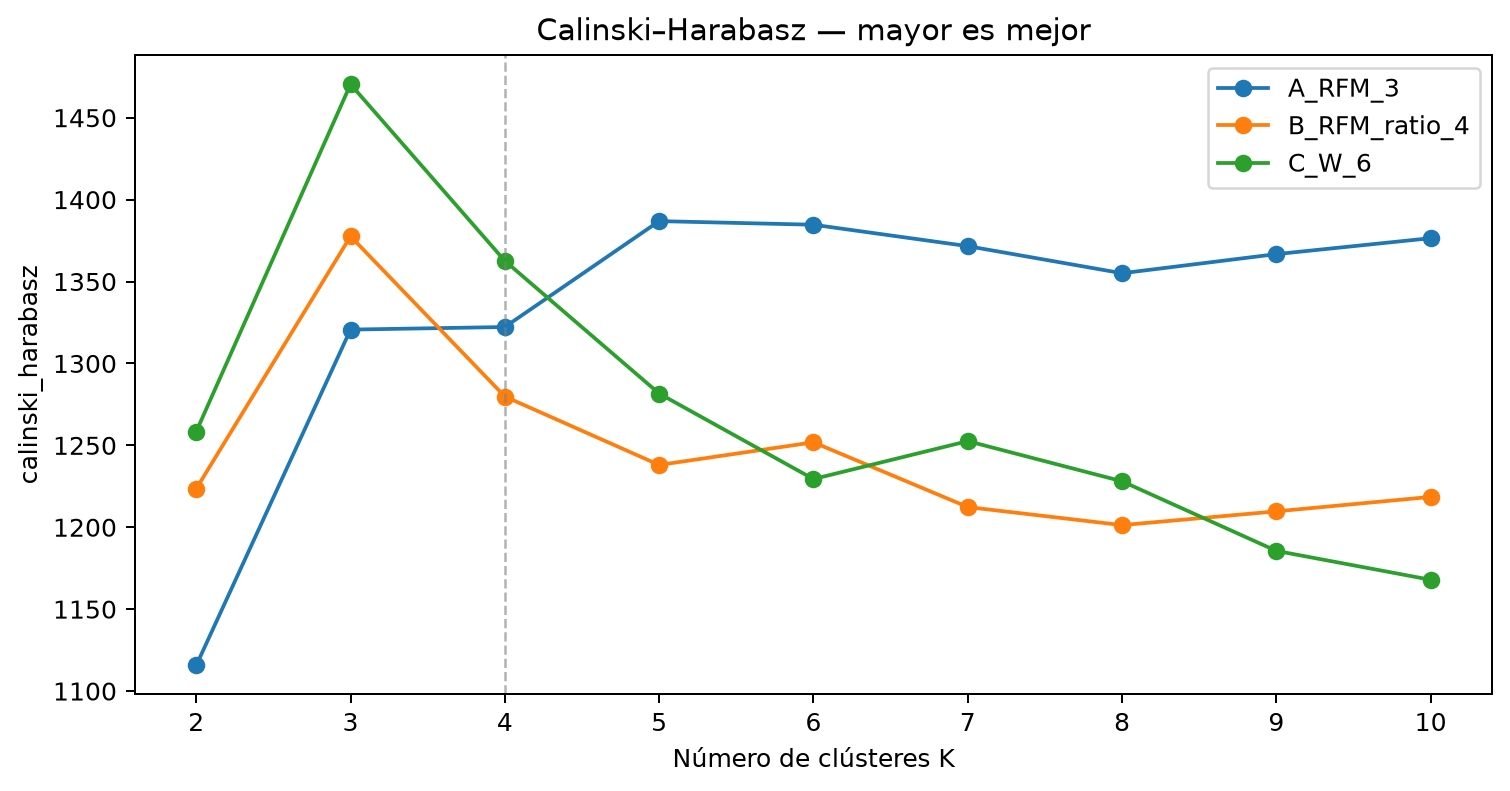 Calinski–Harabasz — mayor es mejor
calinski_harabasz
1450
1400
1350
1300
1250
1200
1150
1100
A_RFM_3
B_RFM_ratio_4
C_W_6
2 3 4 5 6 7 8 9 10
Número de clústeres K